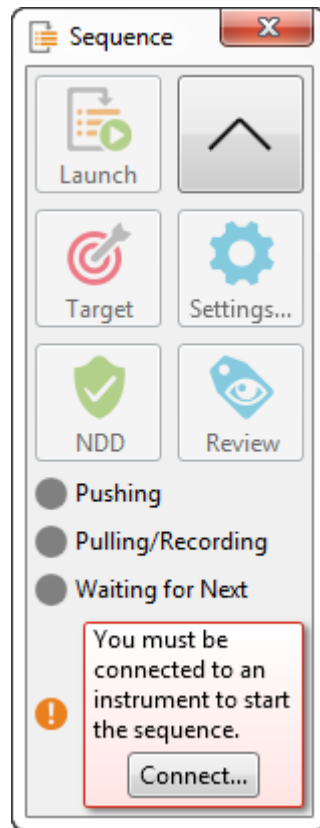 Sequence
Launch
Target
Settings...
NDD
Review
Pushing
Pulling/Recording
Waiting for Next
You must be
connected to an
instrument to start
the sequence.
Connect...